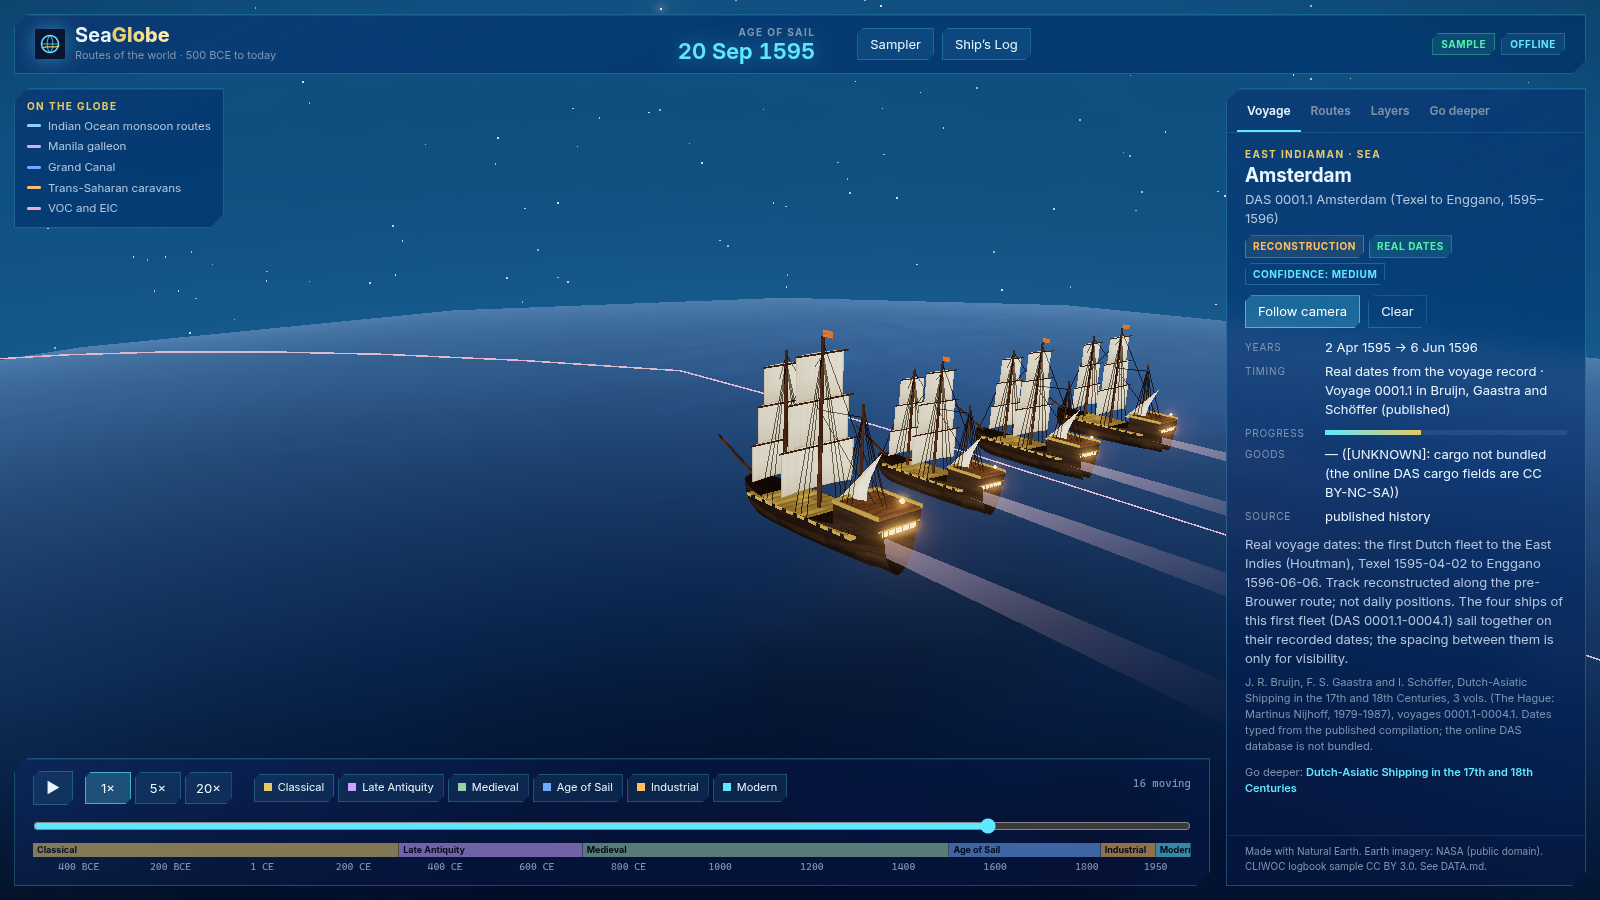 SeaGlobe
Routes of the world · 500 BCE to today
AGE OF SAIL
20 Sep 1595
Sampler
Ship's Log
SAMPLE
OFFLINE
ON THE GLOBE
Indian Ocean monsoon routes
Manila galleon
Grand Canal
Trans-Saharan caravans
VOC and EIC
Voyage
Routes
Layers
Go deeper
EAST INDIAMAN · SEA
Amsterdam
DAS 0001.1 Amsterdam (Texel to Enggano, 1595–
1596)
RECONSTRUCTION
REAL DATES
CONFIDENCE: MEDIUM
Follow camera
Clear
YEARS
2 Apr 1595 → 6 Jun 1596
TIMING
Real dates from the voyage record ·
Voyage 0001.1 in Bruijn, Gaastra and
Schöffer (published)
PROGRESS
GOODS
— ([UNKNOWN]: cargo not bundled
(the online DAS cargo fields are CC
BY-NC-SA))
SOURCE
published history
Real voyage dates: the first Dutch fleet to the East
Indies (Houtman), Texel 1595-04-02 to Enggano
1596-06-06. Track reconstructed along the pre-
Brouwer route; not daily positions. The four ships of
this first fleet (DAS 0001.1-0004.1) sail together on
their recorded dates; the spacing between them is
only for visibility.
J. R. Bruijn, F. S. Gaastra and I. Schöffer, Dutch-Asiatic
Shipping in the 17th and 18th Centuries, 3 vols. (The Hague:
Martinus Nijhoff, 1979-1987), voyages 0001.1-0004.1. Dates
typed from the published compilation; the online DAS
database is not bundled.
Go deeper: Dutch-Asiatic Shipping in the 17th and 18th
Centuries
Made with Natural Earth. Earth imagery: NASA (public domain).
CLIWOC logbook sample CC BY 3.0. See DATA.md.
1×
5×
20×
Classical
Late Antiquity
Medieval
Age of Sail
Industrial
Modern
16 moving
Classical
Late Antiquity
Medieval
Age of Sail
Industrial
Modern
400 BCE
200 BCE
1 CE
200 CE
400 CE
600 CE
800 CE
1000
1200
1400
1600
1800
1950